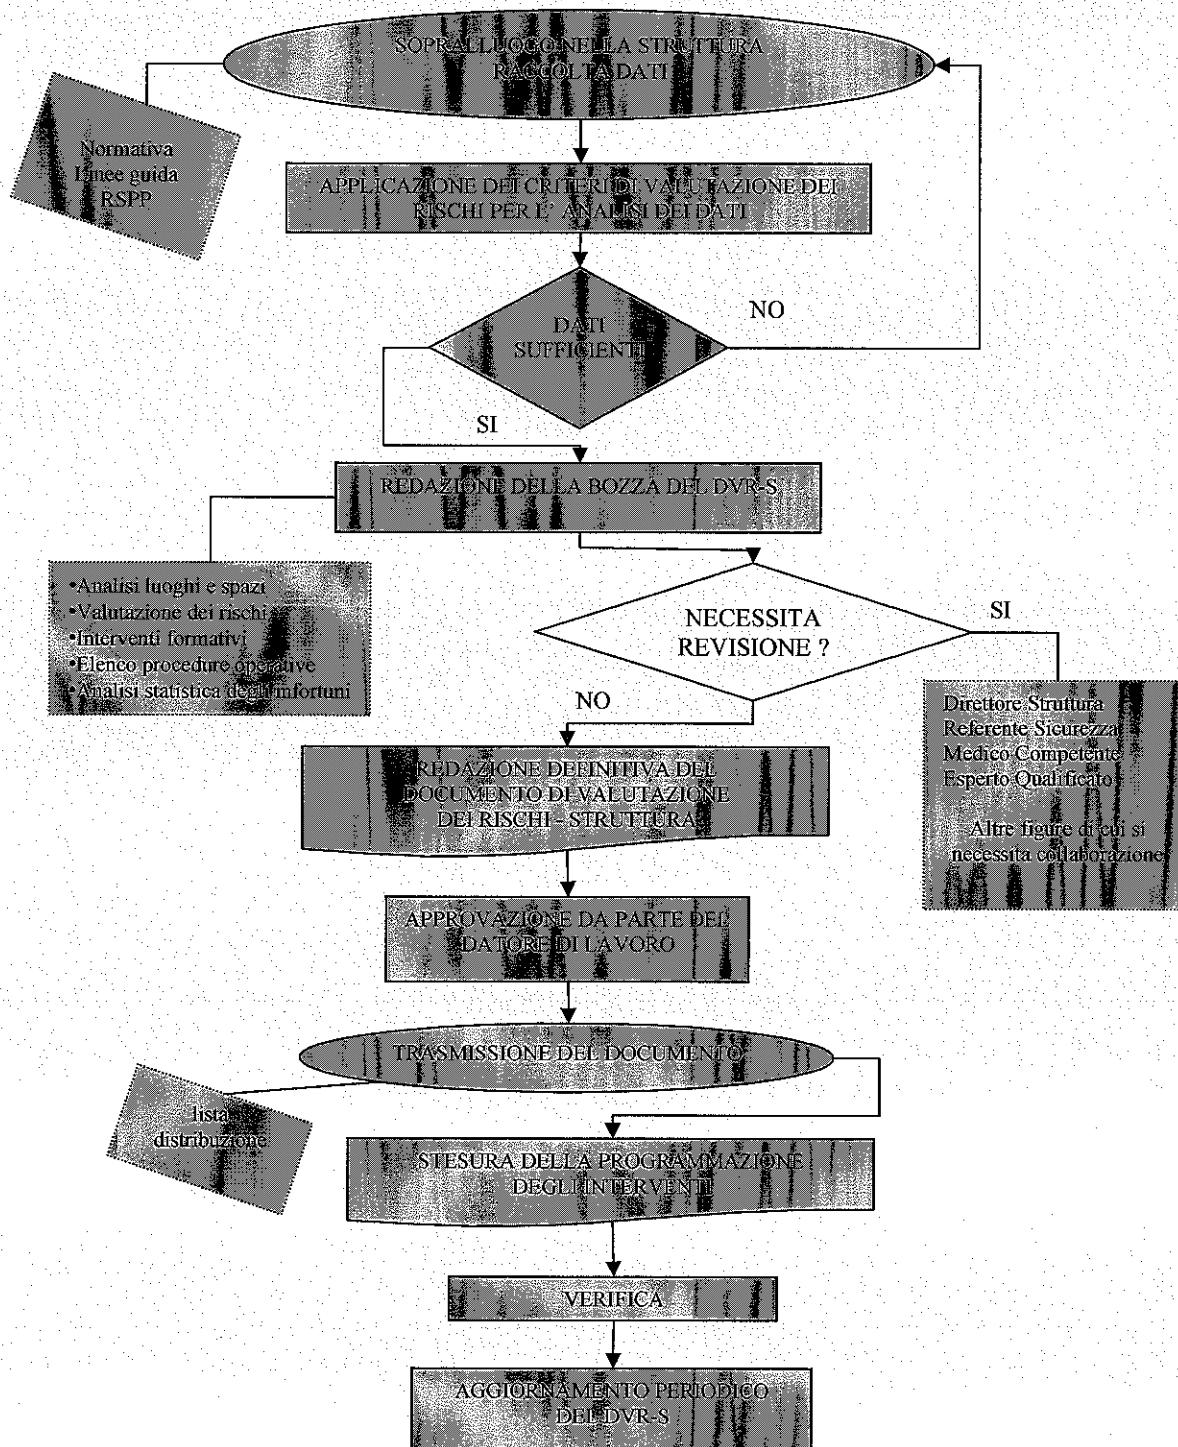 SOPRALLUOGO NELLA STRUTTURA
RACCOLTA DATI
Normativa
Linee guida
RSPP
APPLICAZIONE DEI CRITERI DI VALUTAZIONE DEI
RISCHI PER L' ANALISI DEI DATI
DATI
SUFFICIENTI
NO
SI
REDAZIONE DELLA BOZZA DEL DVR-S
•Analisi luoghi e spazi
•Valutazione dei rischi
•Interventi formativi
•Elenco procedure operative
•Analisi statistica degli infortuni
NECESSITA
REVISIONE ?
SI
NO
Direttore Struttura
Referente Sicurezza
Medico Competente
Esperto Qualificato
Altre figure di cui si
necessita collaborazione
REDAZIONE DEFINITIVA DEL
DOCUMENTO DI VALUTAZIONE
DEI RISCHI - STRUTTURA
APPROVAZIONE DA PARTE DEL
DATORE DI LAVORO
TRASMISSIONE DEL DOCUMENTO
lista
distribuzione
STESURA DELLA PROGRAMMAZIONE
DEGLI INTERVENTI
VERIFICA
AGGIORNAMENTO PERIODICO
DEL DVR-S